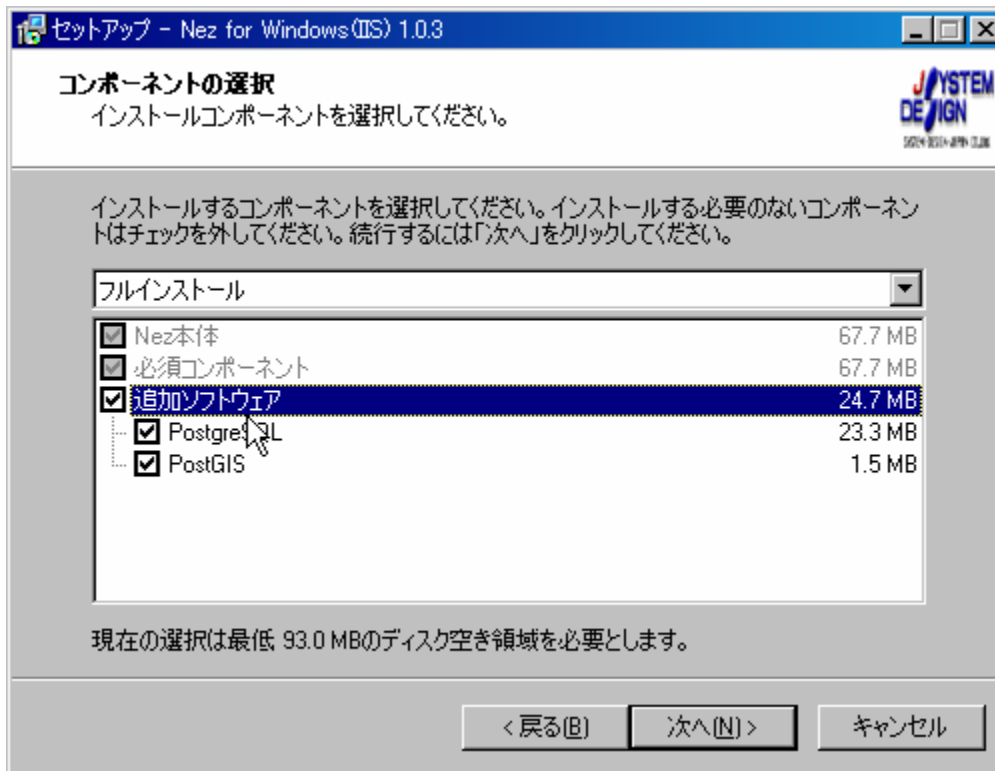 セットアップ - Nez for Windows(IIS) 1.0.3
コンポーネントの選択
インストールコンポーネントを選択してください。
J SYSTEM
DESIGN
インストールするコンポーネントを選択してください。インストールする必要のないコンポーネン
トはチェックを外してください。続行するには「次へ」をクリックしてください。
フルインストール
Nez本体 67.7 MB
必須コンポーネント 67.7 MB
追加ソフトウェア 24.7 MB
PostgreSQL 23.3 MB
PostGIS 1.5 MB
現在の選択は最低 93.0 MBのディスク空き領域を必要とします。
< 戻る(B)
次へ(N) >
キャンセル